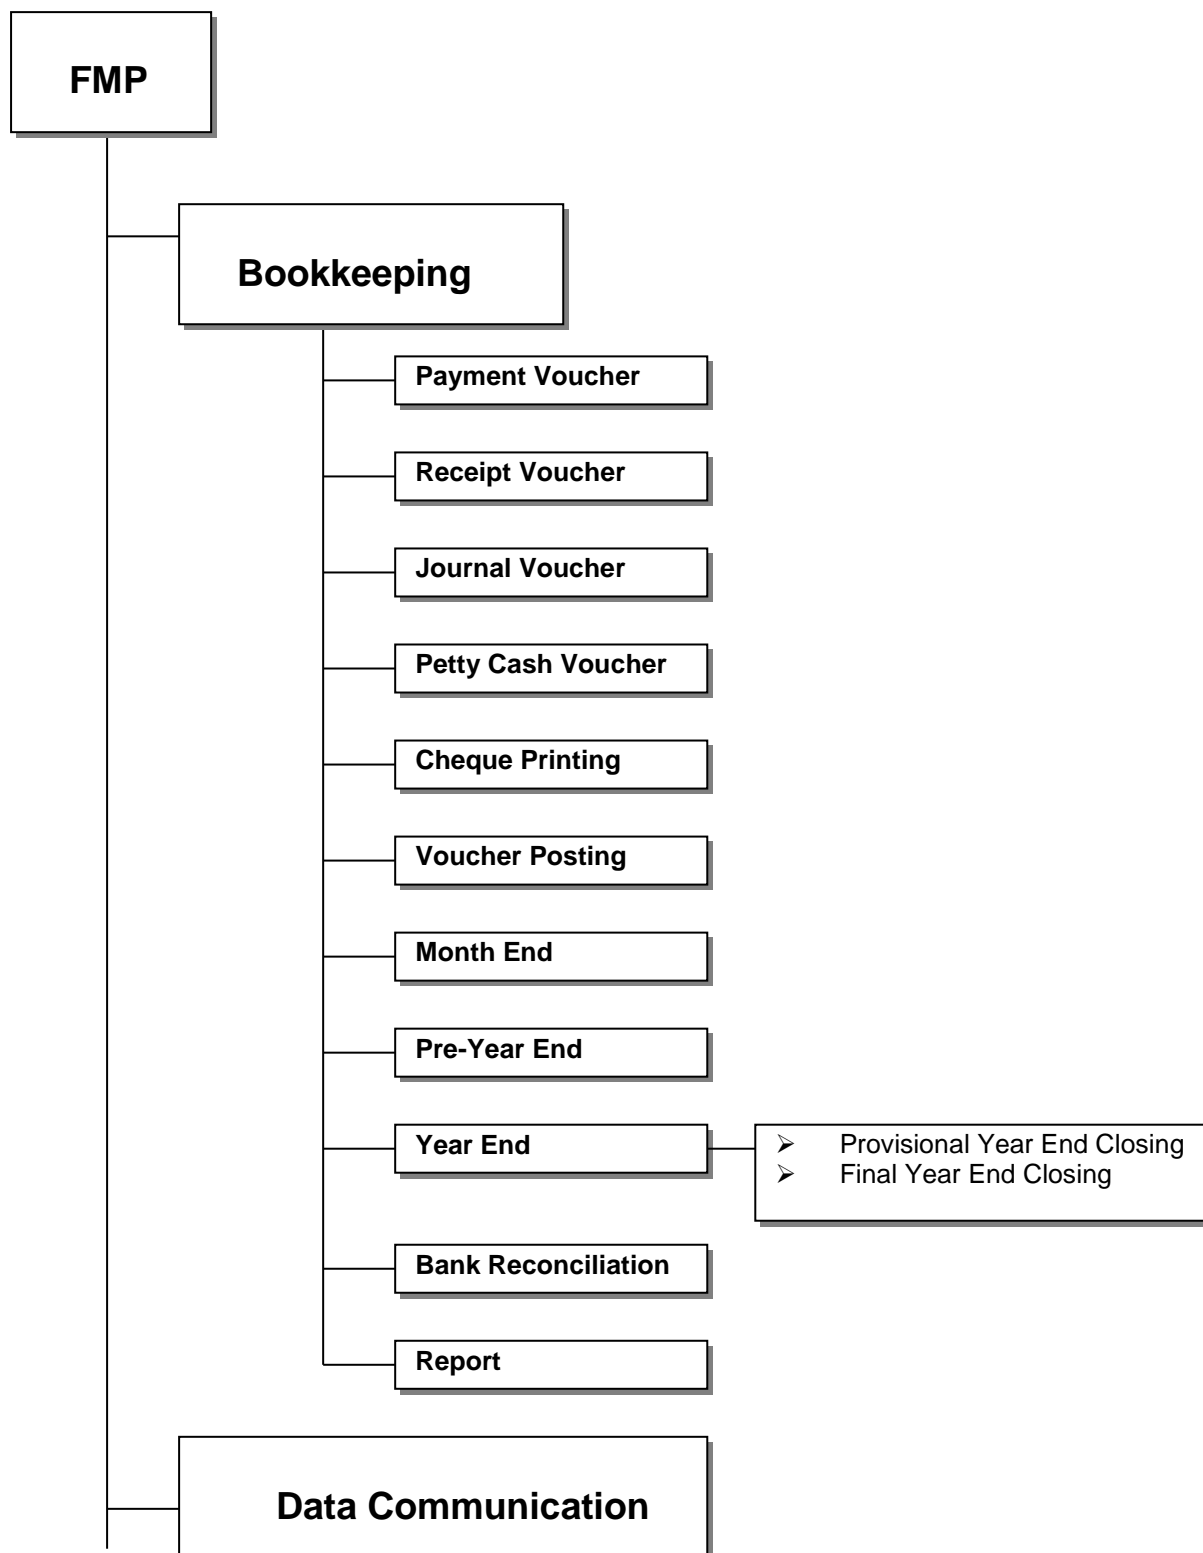 FMP
Bookkeeping
Payment Voucher
Receipt Voucher
Journal Voucher
Petty Cash Voucher
Cheque Printing
Voucher Posting
Month End
Pre-Year End
Year End
➢ Provisional Year End Closing
➢ Final Year End Closing
Bank Reconciliation
Report
Data Communication